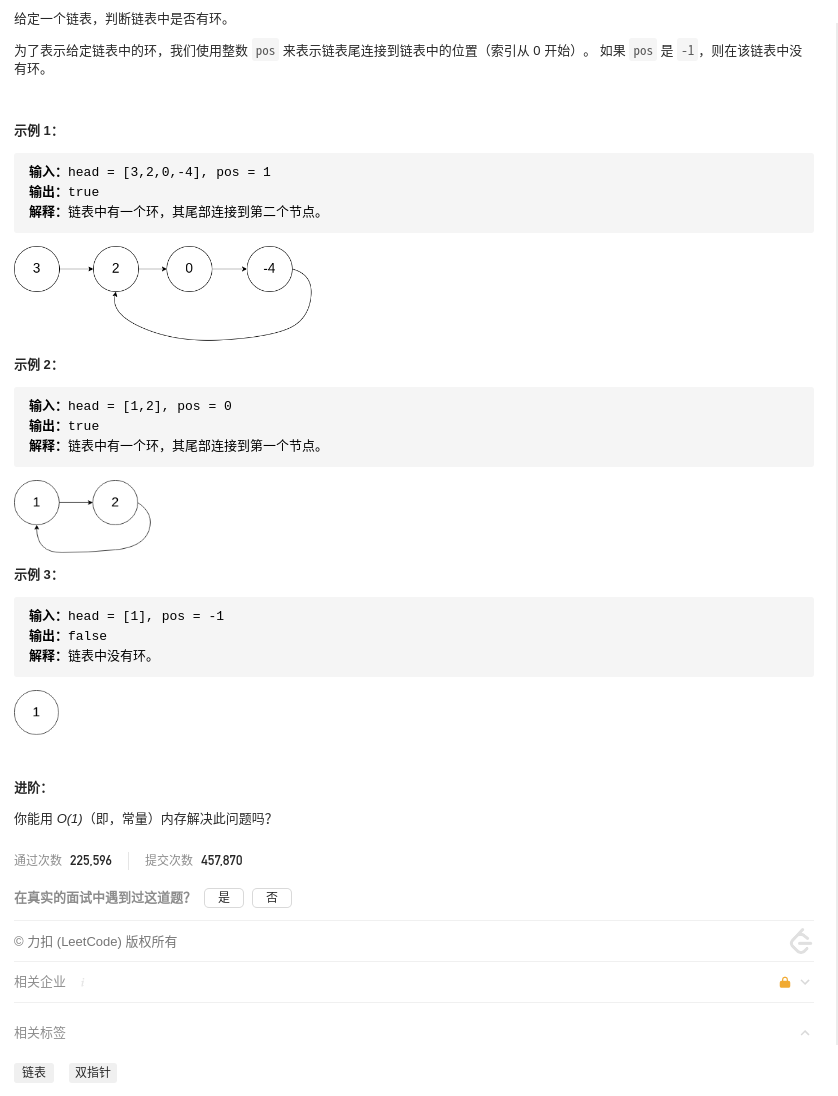 给定一个链表，判断链表中是否有环。
为了表示给定链表中的环，我们使用整数 pos 来表示链表尾连接到链表中的位置（索引从 0 开始）。 如果 pos 是 -1，则在该链表中没
有环。
示例 1：
输入：head = [3,2,0,-4], pos = 1
输出：true
解释：链表中有一个环，其尾部连接到第二个节点。
3 2 0 -4
示例 2：
输入：head = [1,2], pos = 0
输出：true
解释：链表中有一个环，其尾部连接到第一个节点。
1 2
示例 3：
输入：head = [1], pos = -1
输出：false
解释：链表中没有环。
1
进阶：
你能用 O(1)（即，常量）内存解决此问题吗？
通过次数 225,596 提交次数 457,870
在真实的面试中遇到过这道题？ 是 否
© 力扣 (LeetCode) 版权所有
相关企业 i
相关标签
链表 双指针